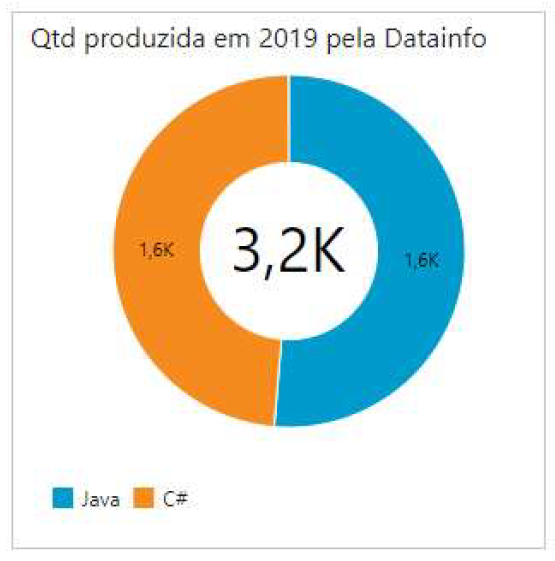 Qtd produzida em 2019 pela Datainfo
1,6K
3,2K
1,6K
Java
C#